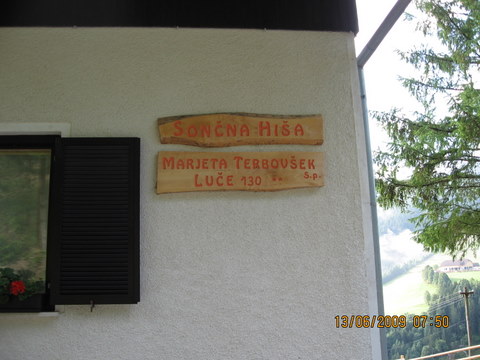 SONČNA HIŠA
MARJETA TERBOVŠEK
LUČE 130 S.p.
13/06/2009 07:50